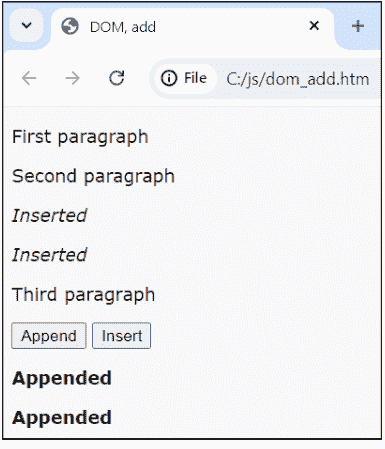 DOM, add
File C:/js/dom_add.htm
First paragraph
Second paragraph
Inserted
Inserted
Third paragraph
Append Insert
Appended
Appended